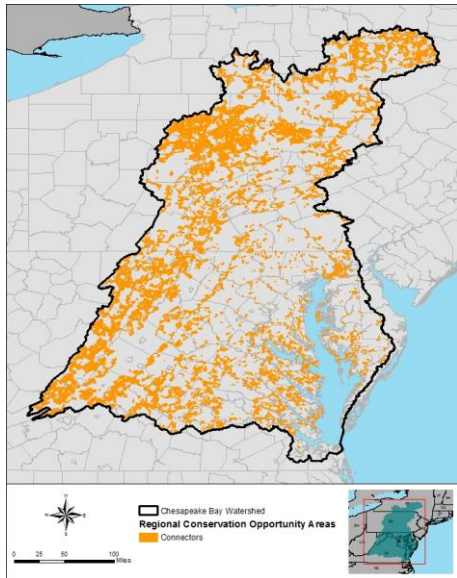 N
Chesapeake Bay Watershed
Regional Conservation Opportunity Areas
Connectors
0 25 50 100
Miles